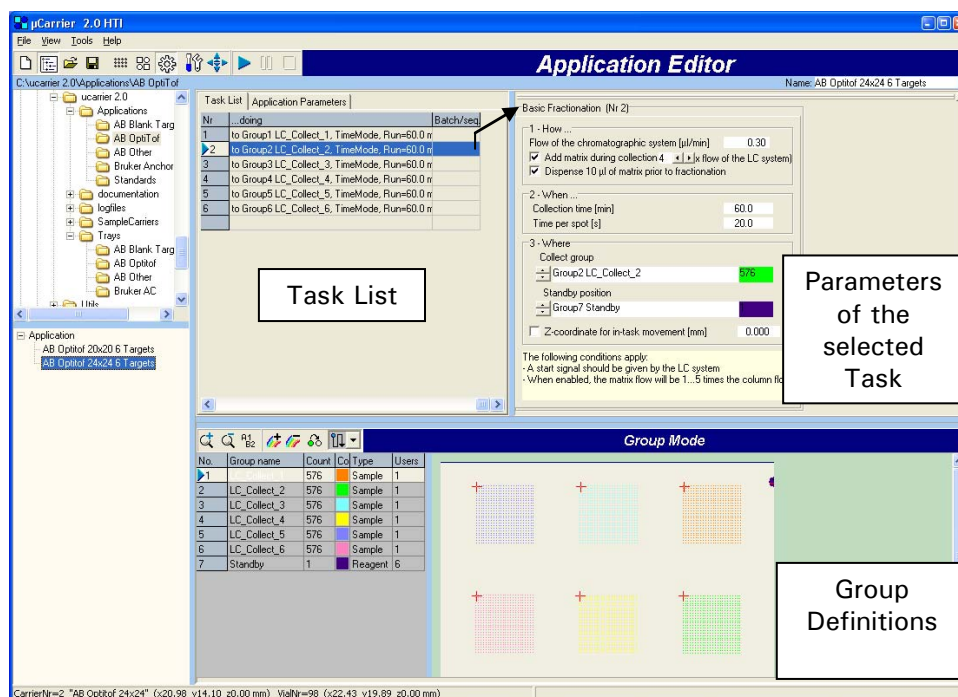 µCarrier 2.0 HTI
File View Tools Help
Application Editor
C:\ucarrier 2.0\Applications\AB OptiTof
Name: AB Optitof 24x24 6 Targets
ucarrier 2.0
Applications
AB Blank Targ
AB OptiTof
AB Other
Bruker Anchor
Standards
documentation
logfiles
SampleCarriers
Trays
AB Blank Targ
AB Optitof
AB Other
Bruker AC
Utils
Application
AB Optitof 20x20 6 Targets
AB Optitof 24x24 6 Targets
Task List Application Parameters
Nr ...doing Batch/seq.
1 to Group1 LC_Collect_1, TimeMode, Run=60.0 m
2 to Group2 LC_Collect_2, TimeMode, Run=60.0 m
3 to Group3 LC_Collect_3, TimeMode, Run=60.0 m
4 to Group4 LC_Collect_4, TimeMode, Run=60.0 m
5 to Group5 LC_Collect_5, TimeMode, Run=60.0 m
6 to Group6 LC_Collect_6, TimeMode, Run=60.0 m
Task List
Basic Fractionation (Nr 2)
1 - How ...
Flow of the chromatographic system [µl/min] 0.30
Add matrix during collection 4 x flow of the LC system)
Dispense 10 µl of matrix prior to fractionation
2 - When ...
Collection time [min] 60.0
Time per spot [s] 20.0
3 - Where
Collect group
Group2 LC_Collect_2 576
Standby position
Group7 Standby
Z-coordinate for in-task movement [mm] 0.000
The following conditions apply:
- A start signal should be given by the LC system
- When enabled, the matrix flow will be 1...5 times the column flo
Parameters
of the
selected
Task
A1 B2
Group Mode
No. Group name Count Co Type Users
1 576 Sample 1
2 LC_Collect_2 576 Sample 1
3 LC_Collect_3 576 Sample 1
4 LC_Collect_4 576 Sample 1
5 LC_Collect_5 576 Sample 1
6 LC_Collect_6 576 Sample 1
7 Standby 1 Reagent 6
Group
Definitions
CarrierNr=2 "AB Optitof 24x24" (x20.98 y14.10 z0.00 mm) VialNr=98 (x22.43 y19.89 z0.00 mm)